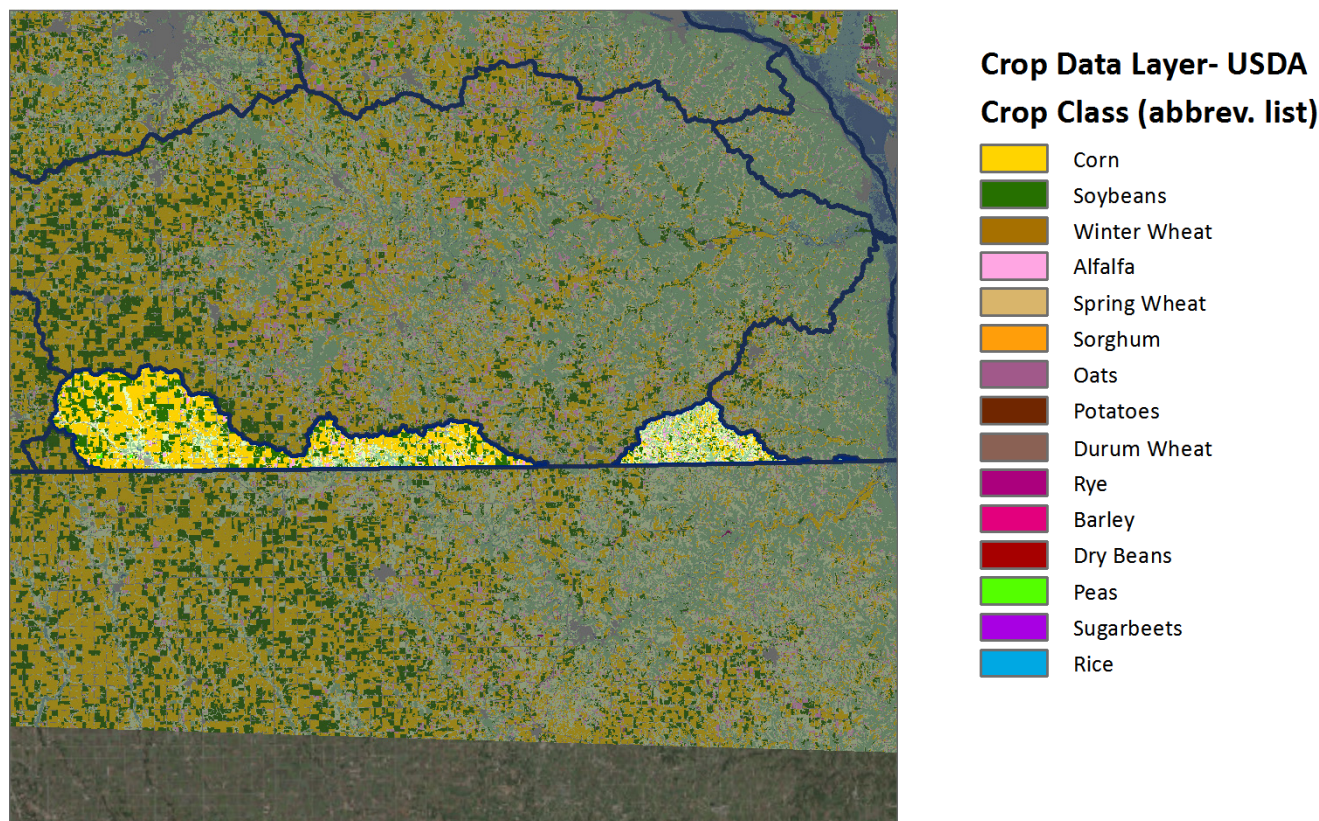 Crop Data Layer- USDA
Crop Class (abbrev. list)
Corn
Soybeans
Winter Wheat
Alfalfa
Spring Wheat
Sorghum
Oats
Potatoes
Durum Wheat
Rye
Barley
Dry Beans
Peas
Sugarbeets
Rice